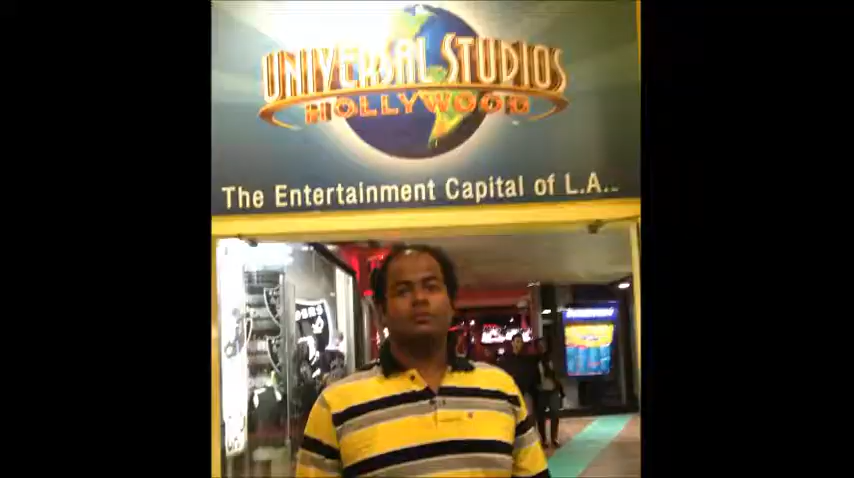 UNIVERSAL STUDIOS
HOLLYWOOD
The Entertainment Capital of L.A..